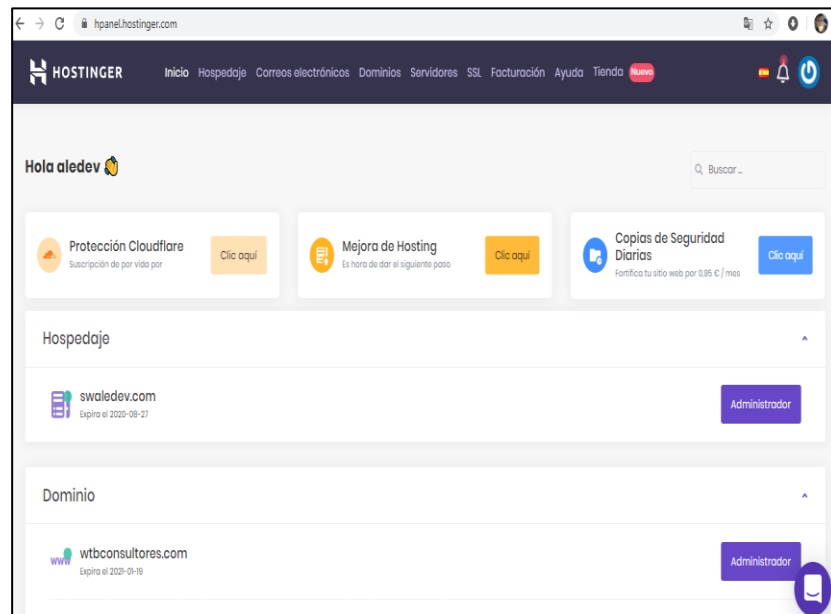 hpanel.hostinger.com
HOSTINGER Inicio Hospedaje Correos electrónicos Dominios Servidores SSL Facturación Ayuda Tienda Nuevo
Hola aledev
Buscar...
Protección Cloudflare
Suscripción de por vida por
Clic aquí
Mejora de Hosting
Es hora de dar el siguiente paso
Clic aquí
Copias de Seguridad
Diarias
Fortifica tu sitio web por 0,95 € / mes
Clic aquí
Hospedaje
swaledev.com
Expira el 2020-08-27
Administrador
Dominio
www
wtbconsultores.com
Expira el 2021-01-19
Administrador